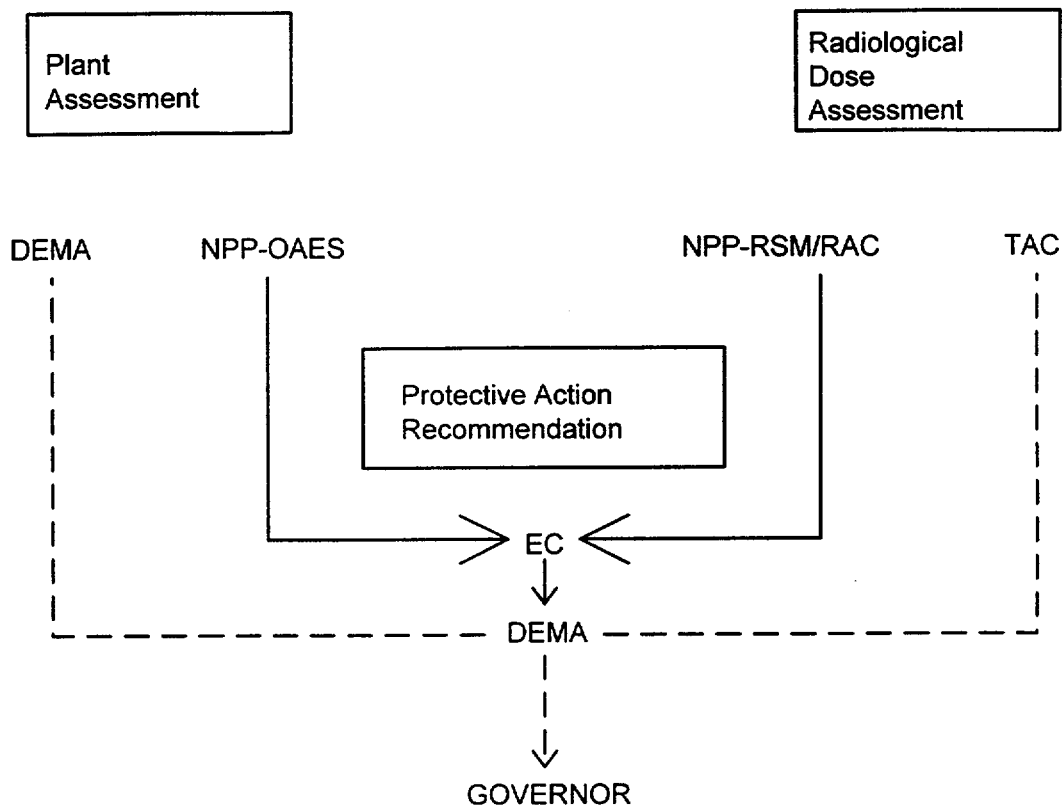 Plant
Assessment
Radiological
Dose
Assessment
DEMA
NPP-OAES
NPP-RSM/RAC
TAC
Protective Action
Recommendation
EC
DEMA
GOVERNOR